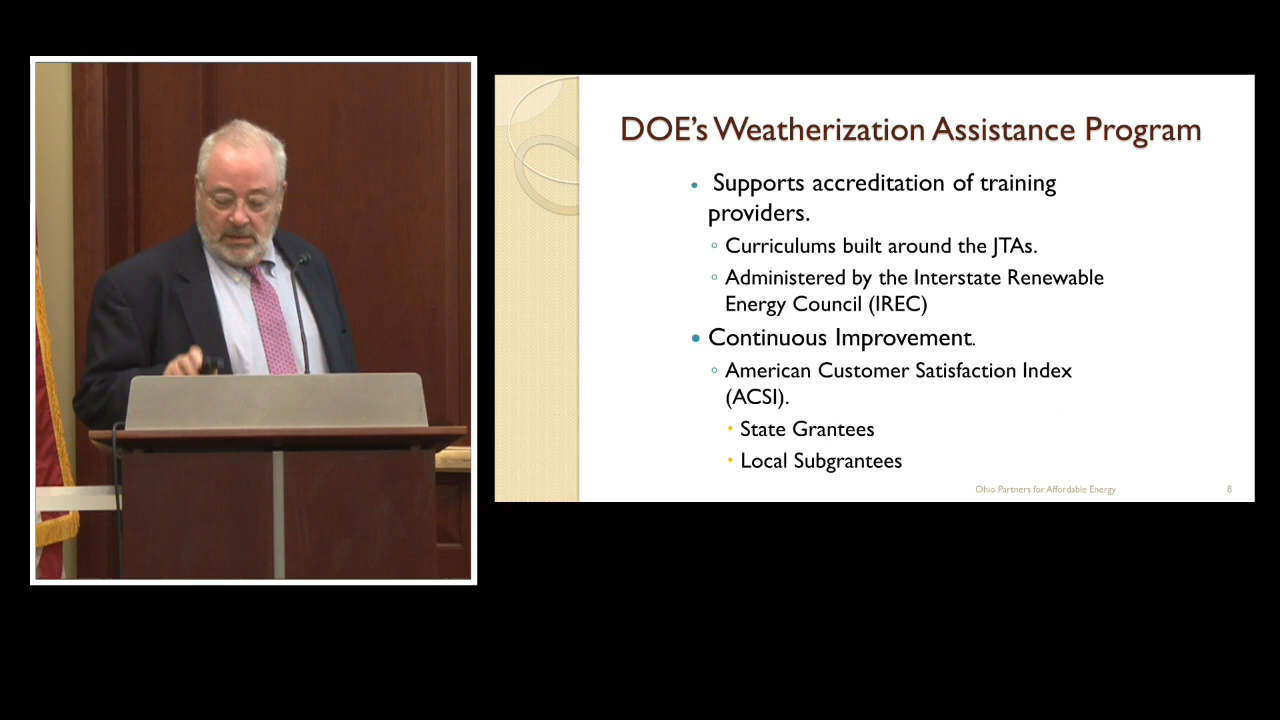 DOE's Weatherization Assistance Program
• Supports accreditation of training
providers.
◦ Curriculums built around the JTAs.
◦ Administered by the Interstate Renewable
Energy Council (IREC)
• Continuous Improvement.
◦ American Customer Satisfaction Index
(ACSI).
• State Grantees
• Local Subgrantees
Ohio Partners for Affordable Energy 8